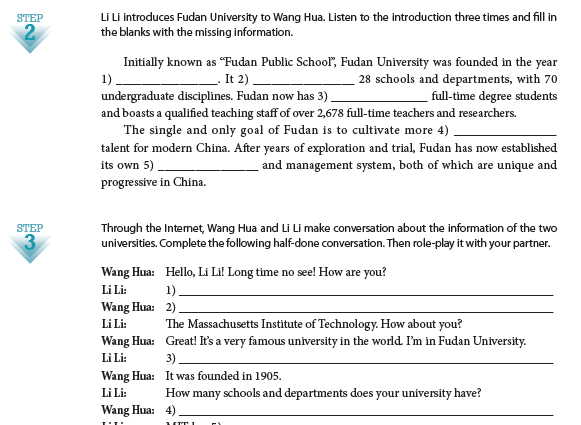 STEP
2
Li Li introduces Fudan University to Wang Hua. Listen to the introduction three times and fill in
the blanks with the missing information.
Initially known as “Fudan Public School”, Fudan University was founded in the year
1) ________________. It 2) ________________ 28 schools and departments, with 70
undergraduate disciplines. Fudan now has 3) ________________ full-time degree students
and boasts a qualified teaching staff of over 2,678 full-time teachers and researchers.
The single and only goal of Fudan is to cultivate more 4) ________________
talent for modern China. After years of exploration and trial, Fudan has now established
its own 5) ________________ and management system, both of which are unique and
progressive in China.
STEP
3
Through the Internet, Wang Hua and Li Li make conversation about the information of the two
universities. Complete the following half-done conversation. Then role-play it with your partner.
Wang Hua: Hello, Li Li! Long time no see! How are you?
Li Li: 1) ________________
Wang Hua: 2) ________________
Li Li: The Massachusetts Institute of Technology. How about you?
Wang Hua: Great! It’s a very famous university in the world. I’m in Fudan University.
Li Li: 3) ________________
Wang Hua: It was founded in 1905.
Li Li: How many schools and departments does your university have?
Wang Hua: 4) ________________